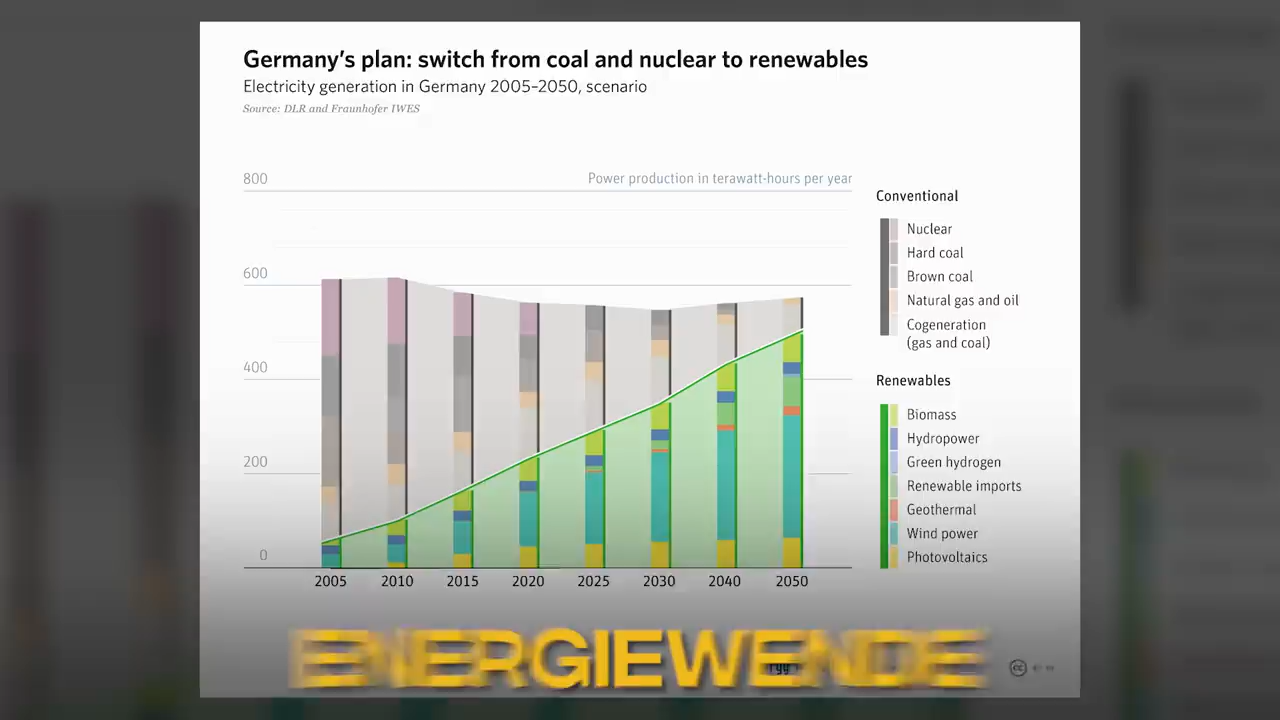 Germany's plan: switch from coal and nuclear to renewables
Electricity generation in Germany 2005–2050, scenario
Source: DLR and Fraunhofer IWES
800
Power production in terawatt-hours per year
600
400
200
0
2005 2010 2015 2020 2025 2030 2040 2050
Conventional
Nuclear
Hard coal
Brown coal
Natural gas and oil
Cogeneration
(gas and coal)
Renewables
Biomass
Hydropower
Green hydrogen
Renewable imports
Geothermal
Wind power
Photovoltaics
ENERGIEWENDE
cc